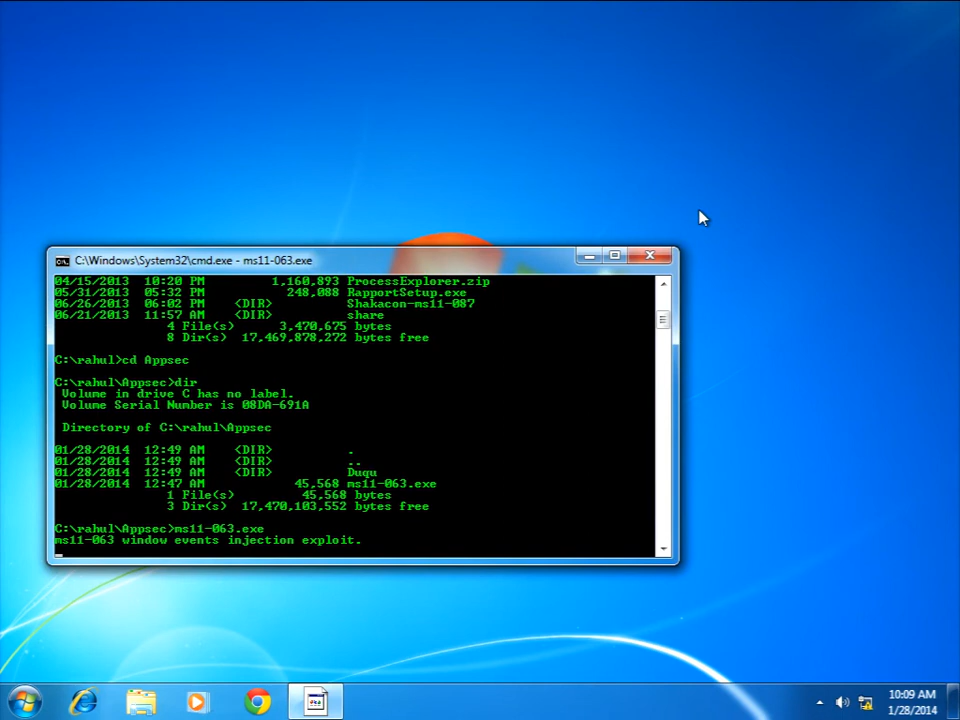 C:\Windows\System32\cmd.exe - ms11-063.exe
04/15/2013  10:20 PM         1,160,893 ProcessExplorer.zip
05/31/2013  05:32 PM           248,088 RapportSetup.exe
06/26/2013  06:02 PM    <DIR>          Shakacon-ms11-087
06/21/2013  11:57 AM    <DIR>          share
4 File(s)      3,470,675 bytes
8 Dir(s)  17,469,878,272 bytes free
C:\rahul>cd Appsec
C:\rahul\Appsec>dir
Volume in drive C has no label.
Volume Serial Number is 08DA-691A
Directory of C:\rahul\Appsec
01/28/2014  12:49 AM    <DIR>          .
01/28/2014  12:49 AM    <DIR>          ..
01/28/2014  12:49 AM    <DIR>          Duqu
01/28/2014  12:47 AM            45,568 ms11-063.exe
1 File(s)         45,568 bytes
3 Dir(s)  17,470,103,552 bytes free
C:\rahul\Appsec>ms11-063.exe
ms11-063 window events injection exploit.
10:09 AM
1/28/2014